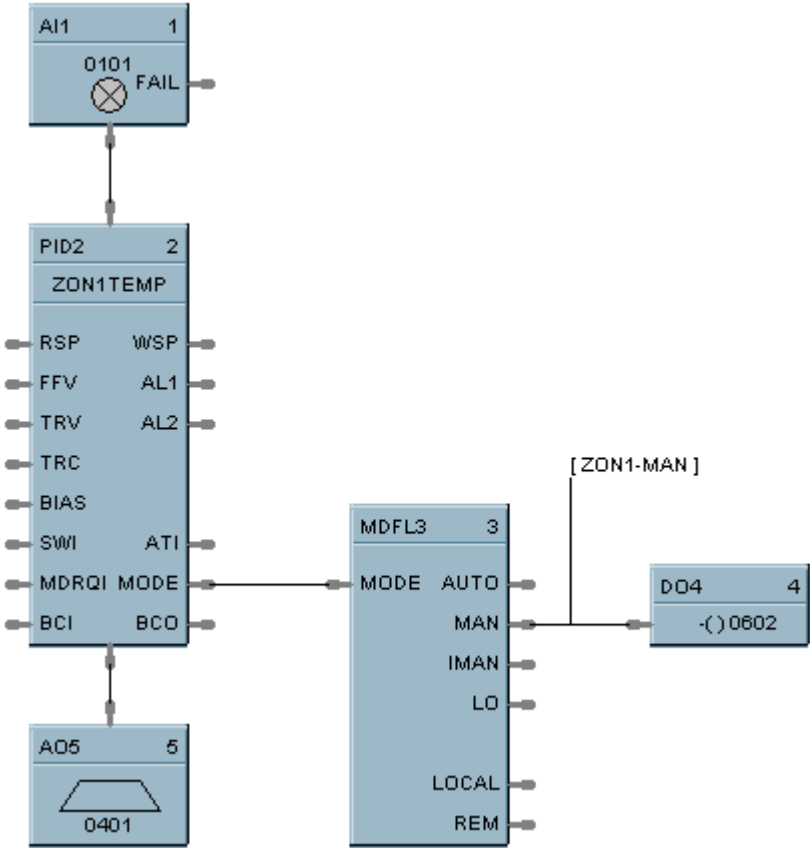 AI1 1
0101
FAIL
PID2 2
ZON1TEMP
RSP WSP
FFV AL1
TRV AL2
TRC
BIAS
SWI ATI
MDRQI MODE
BCI BCO
AO5 5
0401
MDFL3 3
MODE AUTO
MAN
IMAN
LO
LOCAL
REM
[ ZON1-MAN ]
DO4 4
-( ) 0602